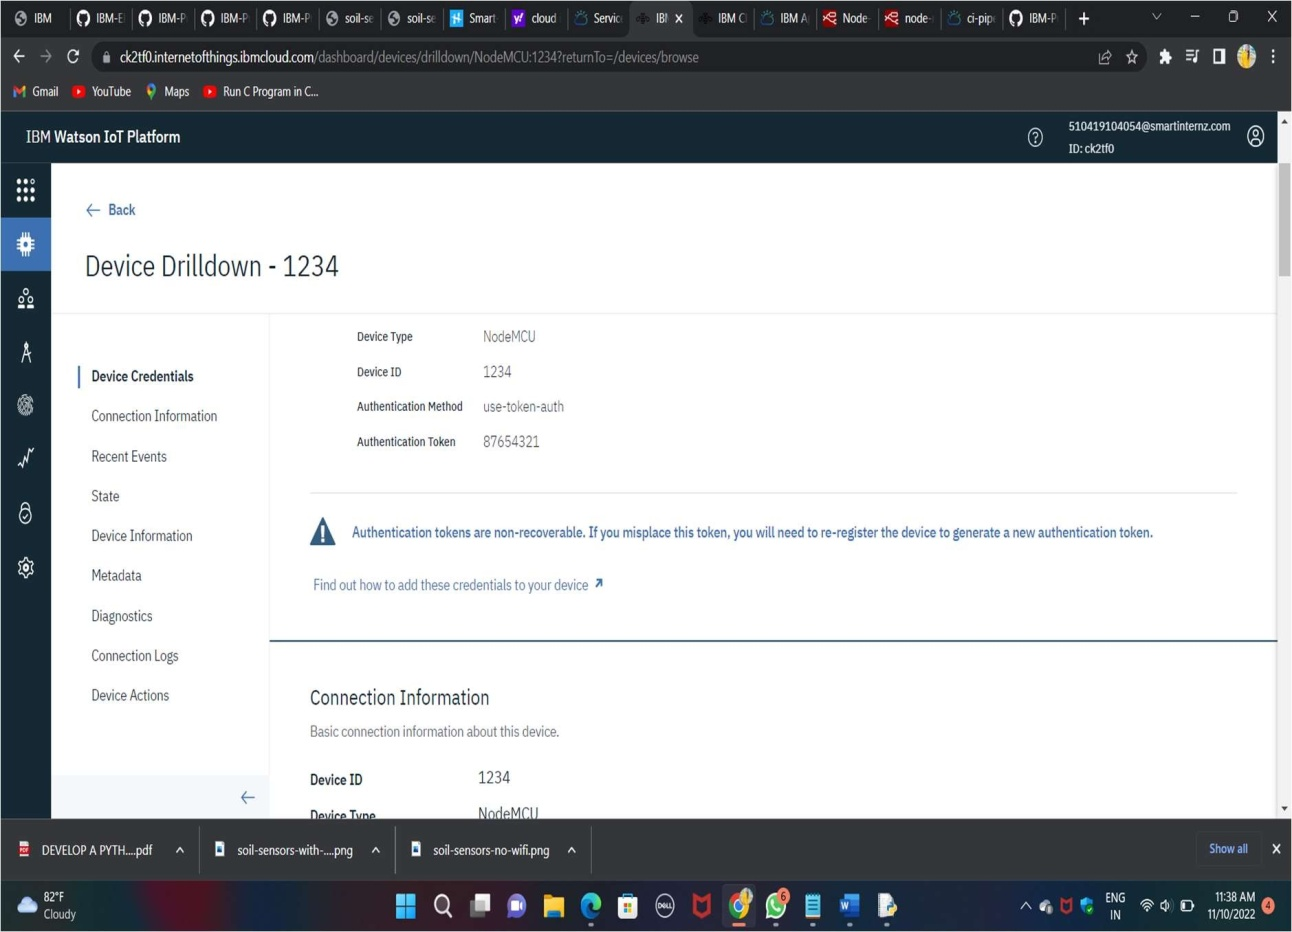 IBM IBM-E IBM-P IBM-P IBM-P soil-se soil-se Smart- cloud Servic IBM IBM C IBM A Node- node- ci-pip IBM-P
ck2tf0.internetofthings.ibmcloud.com/dashboard/devices/drilldown/NodeMCU:1234?returnTo=/devices/browse
Gmail YouTube Maps Run C Program in C...
IBM Watson IoT Platform
510419104054@smartinternz.com
ID: ck2tf0
Back
Device Drilldown - 1234
Device Credentials
Connection Information
Recent Events
State
Device Information
Metadata
Diagnostics
Connection Logs
Device Actions
Device Type NodeMCU
Device ID 1234
Authentication Method use-token-auth
Authentication Token 87654321
Authentication tokens are non-recoverable. If you misplace this token, you will need to re-register the device to generate a new authentication token.
Find out how to add these credentials to your device
Connection Information
Basic connection information about this device.
Device ID 1234
Device Type NodeMCU
DEVELOP A PYTH....pdf soil-sensors-with-....png soil-sensors-no-wifi.png Show all
82°F
Cloudy
DELL
6
ENG
IN
11:38 AM
11/10/2022
4